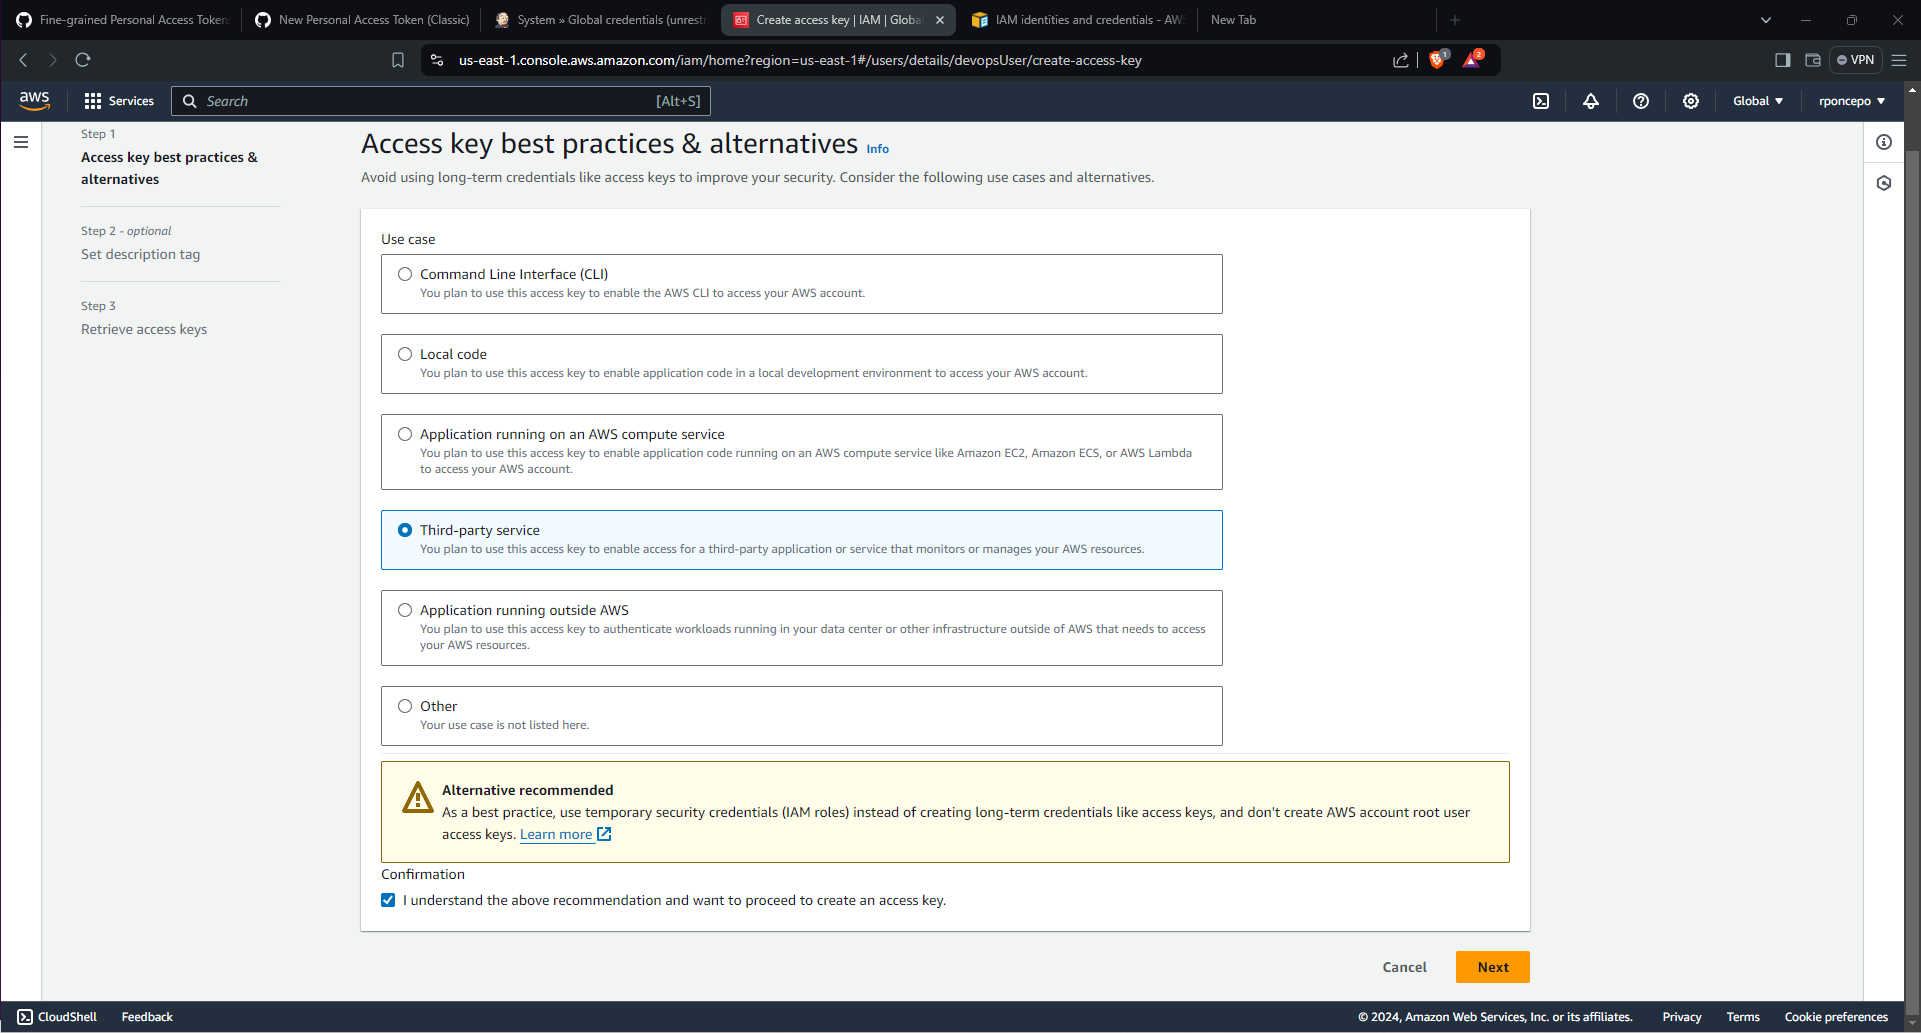 Fine-grained Personal Access Token
New Personal Access Token (Classic)
System » Global credentials (unrest
Create access key | IAM | Globa
IAM identities and credentials - AW
New Tab
us-east-1.console.aws.amazon.com/iam/home?region=us-east-1#/users/details/devopsUser/create-access-key
1
2
VPN
aws
Services
Search
[Alt+S]
Global
rponcepo
Step 1
Access key best practices &
alternatives
Step 2 - optional
Set description tag
Step 3
Retrieve access keys
Access key best practices & alternatives Info
Avoid using long-term credentials like access keys to improve your security. Consider the following use cases and alternatives.
Use case
Command Line Interface (CLI)
You plan to use this access key to enable the AWS CLI to access your AWS account.
Local code
You plan to use this access key to enable application code in a local development environment to access your AWS account.
Application running on an AWS compute service
You plan to use this access key to enable application code running on an AWS compute service like Amazon EC2, Amazon ECS, or AWS Lambda
to access your AWS account.
Third-party service
You plan to use this access key to enable access for a third-party application or service that monitors or manages your AWS resources.
Application running outside AWS
You plan to use this access key to authenticate workloads running in your data center or other infrastructure outside of AWS that needs to access
your AWS resources.
Other
Your use case is not listed here.
Alternative recommended
As a best practice, use temporary security credentials (IAM roles) instead of creating long-term credentials like access keys, and don't create AWS account root user
access keys. Learn more
Confirmation
I understand the above recommendation and want to proceed to create an access key.
Cancel
Next
CloudShell
Feedback
© 2024, Amazon Web Services, Inc. or its affiliates.
Privacy
Terms
Cookie preferences